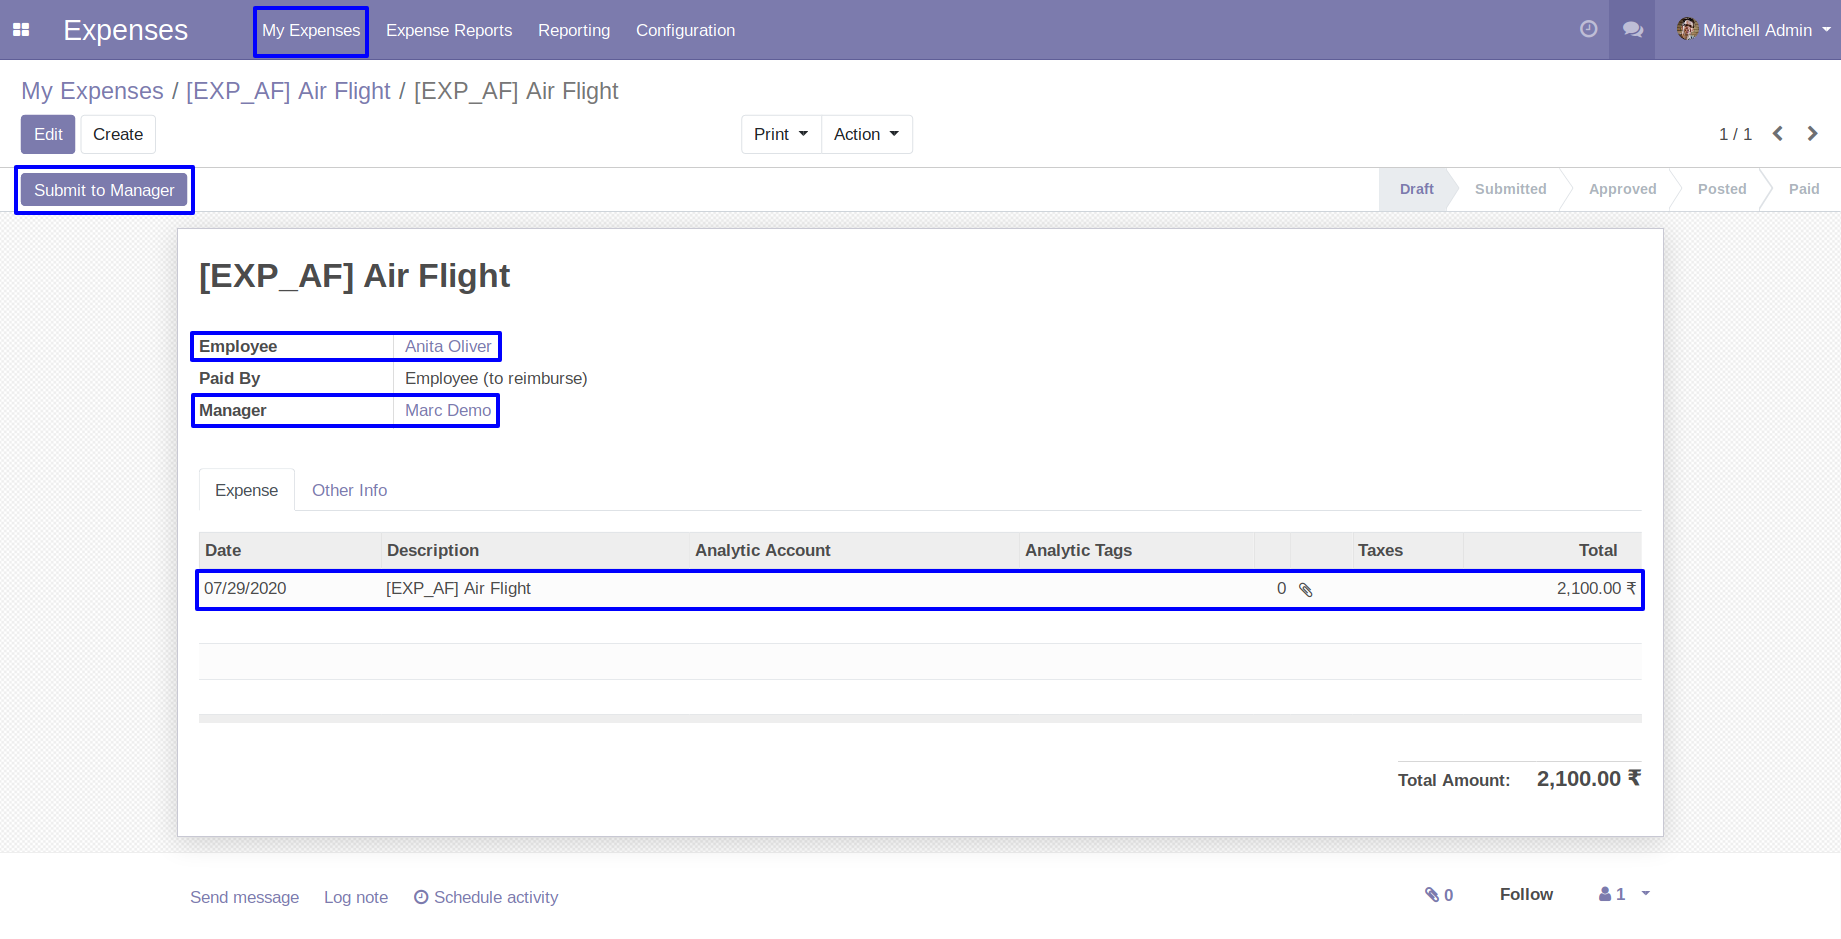 Expenses My Expenses Expense Reports Reporting Configuration Mitchell Admin
My Expenses / [EXP_AF] Air Flight / [EXP_AF] Air Flight
Edit Create Print Action 1 / 1
Submit to Manager Draft Submitted Approved Posted Paid
[EXP_AF] Air Flight
Employee Anita Oliver
Paid By Employee (to reimburse)
Manager Marc Demo
Expense Other Info
Date Description Analytic Account Analytic Tags Taxes Total
07/29/2020 [EXP_AF] Air Flight 0 2,100.00 ₹
Total Amount: 2,100.00 ₹
Send message Log note Schedule activity 0 Follow 1